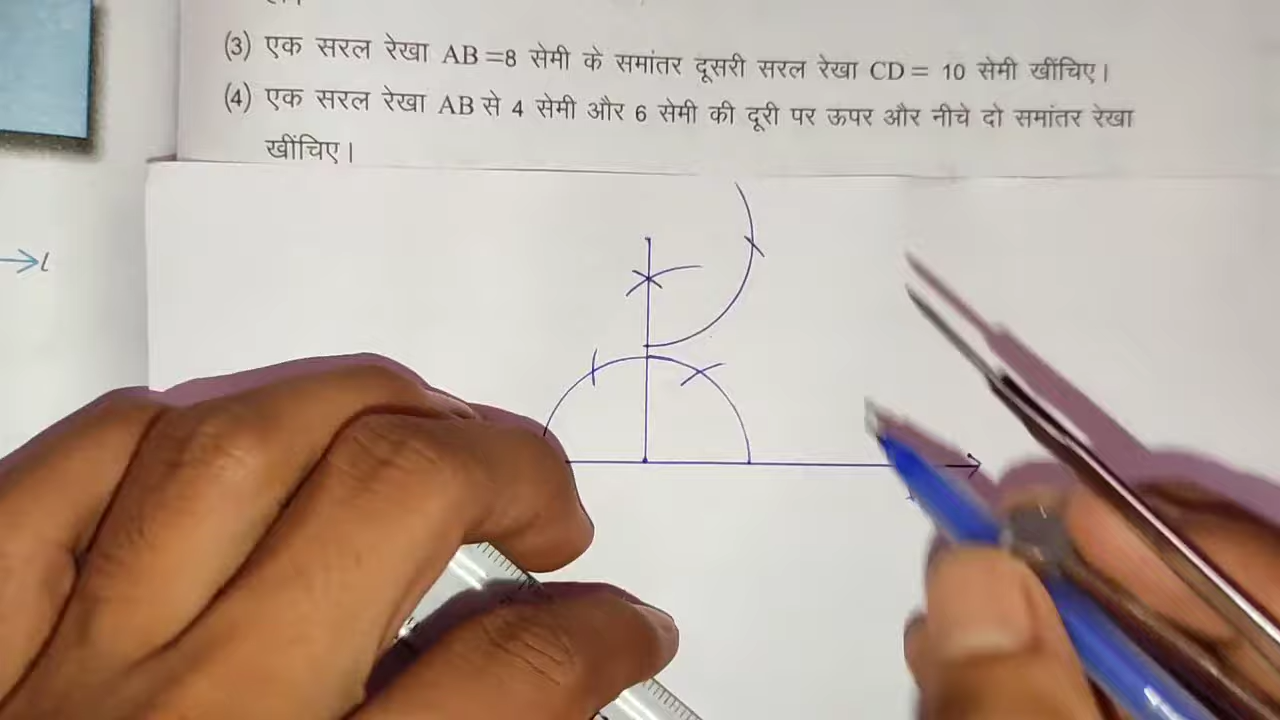 (3) एक सरल रेखा AB =8 सेमी के समांतर दूसरी सरल रेखा CD = 10 सेमी खींचिए।
(4) एक सरल रेखा AB से 4 सेमी और 6 सेमी की दूरी पर ऊपर और नीचे दो समांतर रेखा
खींचिए।
l